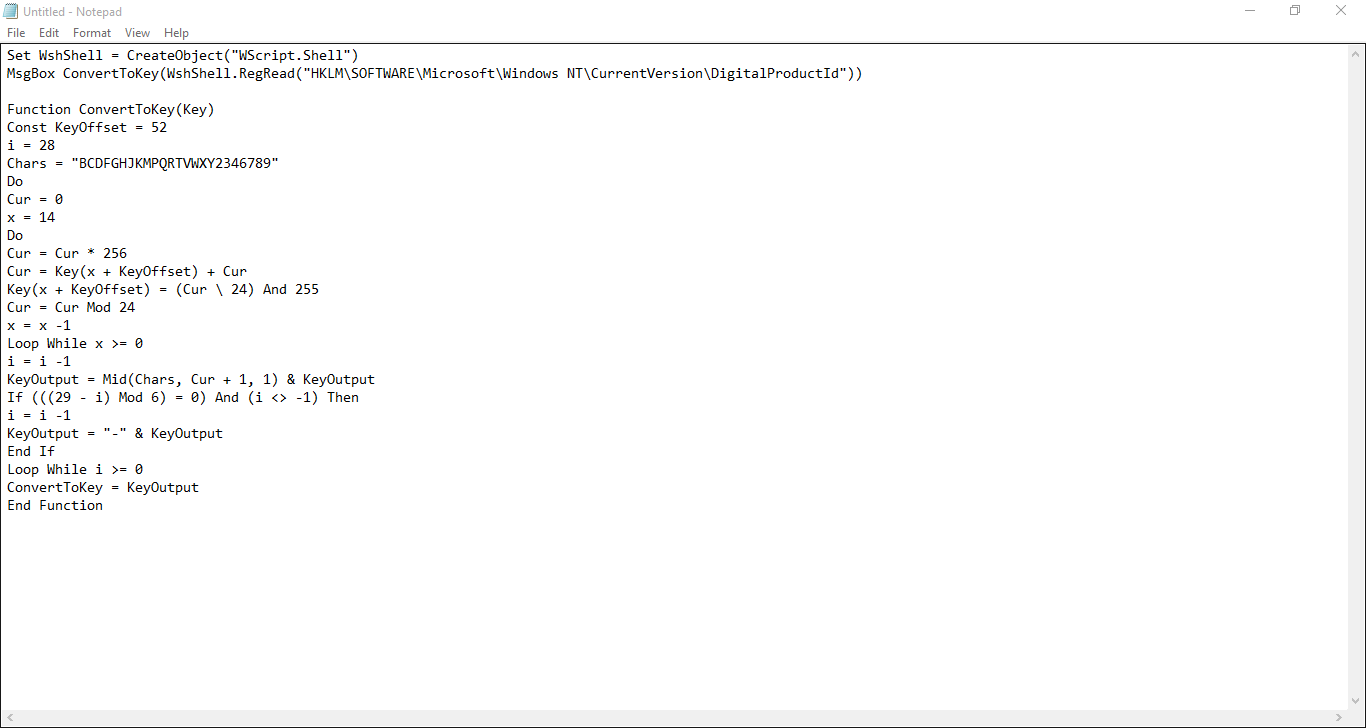 Untitled - Notepad
File Edit Format View Help
Set WshShell = CreateObject("WScript.Shell")
MsgBox ConvertToKey(WshShell.RegRead("HKLM\SOFTWARE\Microsoft\Windows NT\CurrentVersion\DigitalProductId"))
Function ConvertToKey(Key)
Const KeyOffset = 52
i = 28
Chars = "BCDFGHJKMPQRTVWXY2346789"
Do
Cur = 0
x = 14
Do
Cur = Cur * 256
Cur = Key(x + KeyOffset) + Cur
Key(x + KeyOffset) = (Cur \ 24) And 255
Cur = Cur Mod 24
x = x -1
Loop While x >= 0
i = i -1
KeyOutput = Mid(Chars, Cur + 1, 1) & KeyOutput
If (((29 - i) Mod 6) = 0) And (i <> -1) Then
i = i -1
KeyOutput = "-" & KeyOutput
End If
Loop While i >= 0
ConvertToKey = KeyOutput
End Function